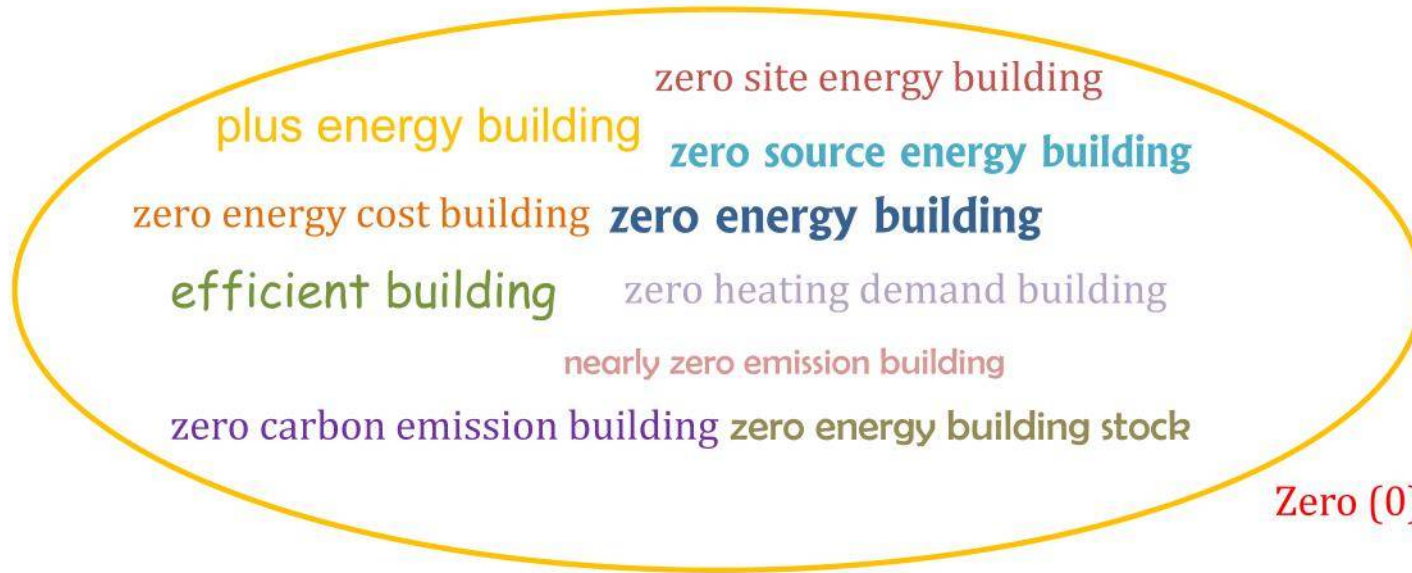 zero site energy building
plus energy building
zero source energy building
zero energy cost building
zero energy building
efficient building
zero heating demand building
nearly zero emission building
zero carbon emission building
zero energy building stock
Zero (0)